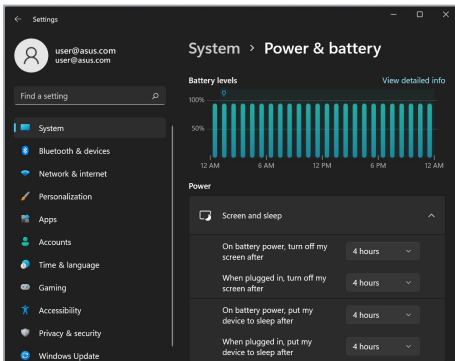 Settings
user@asus.com
user@asus.com
Find a setting
System
Bluetooth & devices
Network & internet
Personalization
Apps
Accounts
Time & language
Gaming
Accessibility
Privacy & security
Windows Update
System > Power & battery
Battery levels
View detailed info
100%
50%
12 AM 6 AM 12 PM 6 PM 12 AM
Power
Screen and sleep
On battery power, turn off my
screen after
4 hours
When plugged in, turn off my
screen after
4 hours
On battery power, put my
device to sleep after
4 hours
When plugged in, put my
device to sleep after
4 hours